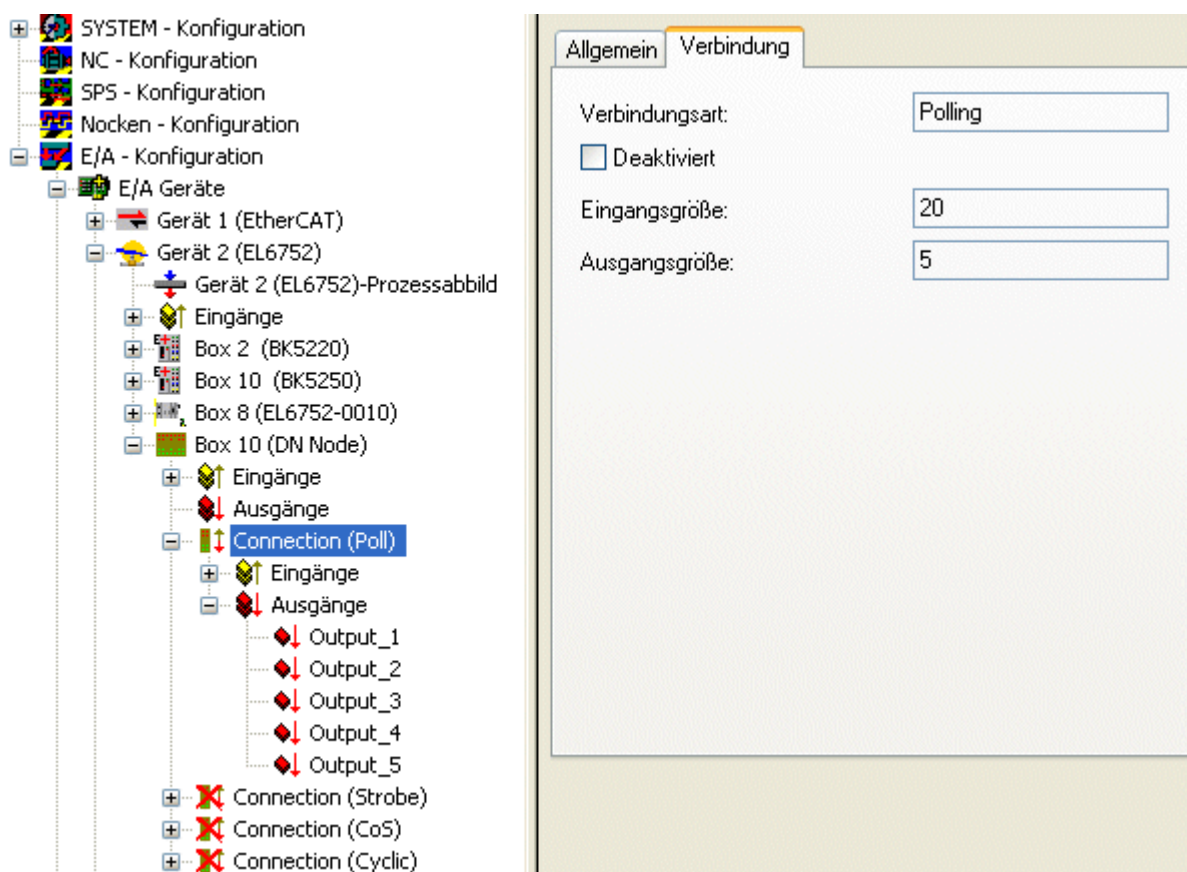 SYSTEM - Konfiguration
NC - Konfiguration
SPS - Konfiguration
Nocken - Konfiguration
E/A - Konfiguration
E/A Geräte
Gerät 1 (EtherCAT)
Gerät 2 (EL6752)
Gerät 2 (EL6752)-Prozessabbild
Eingänge
Box 2 (BK5220)
Box 10 (BK5250)
Box 8 (EL6752-0010)
Box 10 (DN Node)
Eingänge
Ausgänge
Connection (Poll)
Eingänge
Ausgänge
Output_1
Output_2
Output_3
Output_4
Output_5
Connection (Strobe)
Connection (CoS)
Connection (Cyclic)
Allgemein Verbindung
Verbindungsart: Polling
Deaktiviert
Eingangsgröße: 20
Ausgangsgröße: 5